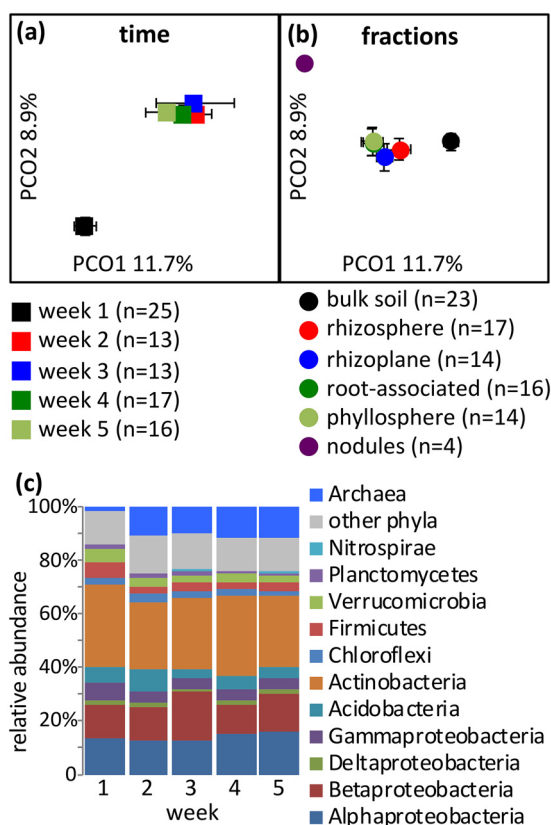 (a) time
PCO2 8.9%
PCO1 11.7%
(b) fractions
PCO2 8.9%
PCO1 11.7%
week 1 (n=25)
week 2 (n=13)
week 3 (n=13)
week 4 (n=17)
week 5 (n=16)
bulk soil (n=23)
rhizosphere (n=17)
rhizoplane (n=14)
root-associated (n=16)
phyllosphere (n=14)
nodules (n=4)
(c)
relative abundance
100%
80%
60%
40%
20%
0
1 2 3 4 5
week
Archaea
other phyla
Nitrospirae
Planctomycetes
Verrucomicrobia
Firmicutes
Chloroflexi
Actinobacteria
Acidobacteria
Gammaproteobacteria
Deltaproteobacteria
Betaproteobacteria
Alphaproteobacteria